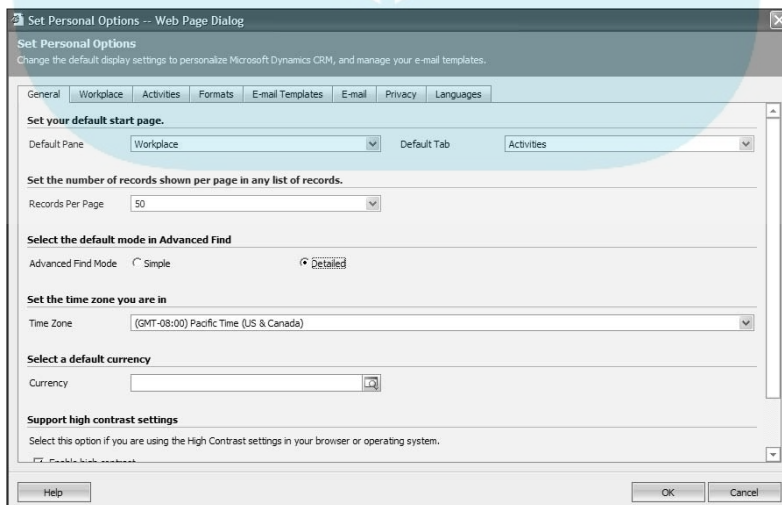 Set Personal Options -- Web Page Dialog
Set Personal Options
Change the default display settings to personalize Microsoft Dynamics CRM, and manage your e-mail templates.
General Workplace Activities Formats E-mail Templates E-mail Privacy Languages
Set your default start page.
Default Pane Workplace Default Tab Activities
Set the number of records shown per page in any list of records.
Records Per Page 50
Select the default mode in Advanced Find
Advanced Find Mode Simple Detailed
Set the time zone you are in
Time Zone (GMT-08:00) Pacific Time (US & Canada)
Select a default currency
Currency
Support high contrast settings
Select this option if you are using the High Contrast settings in your browser or operating system.
Enable high contrast
Help OK Cancel